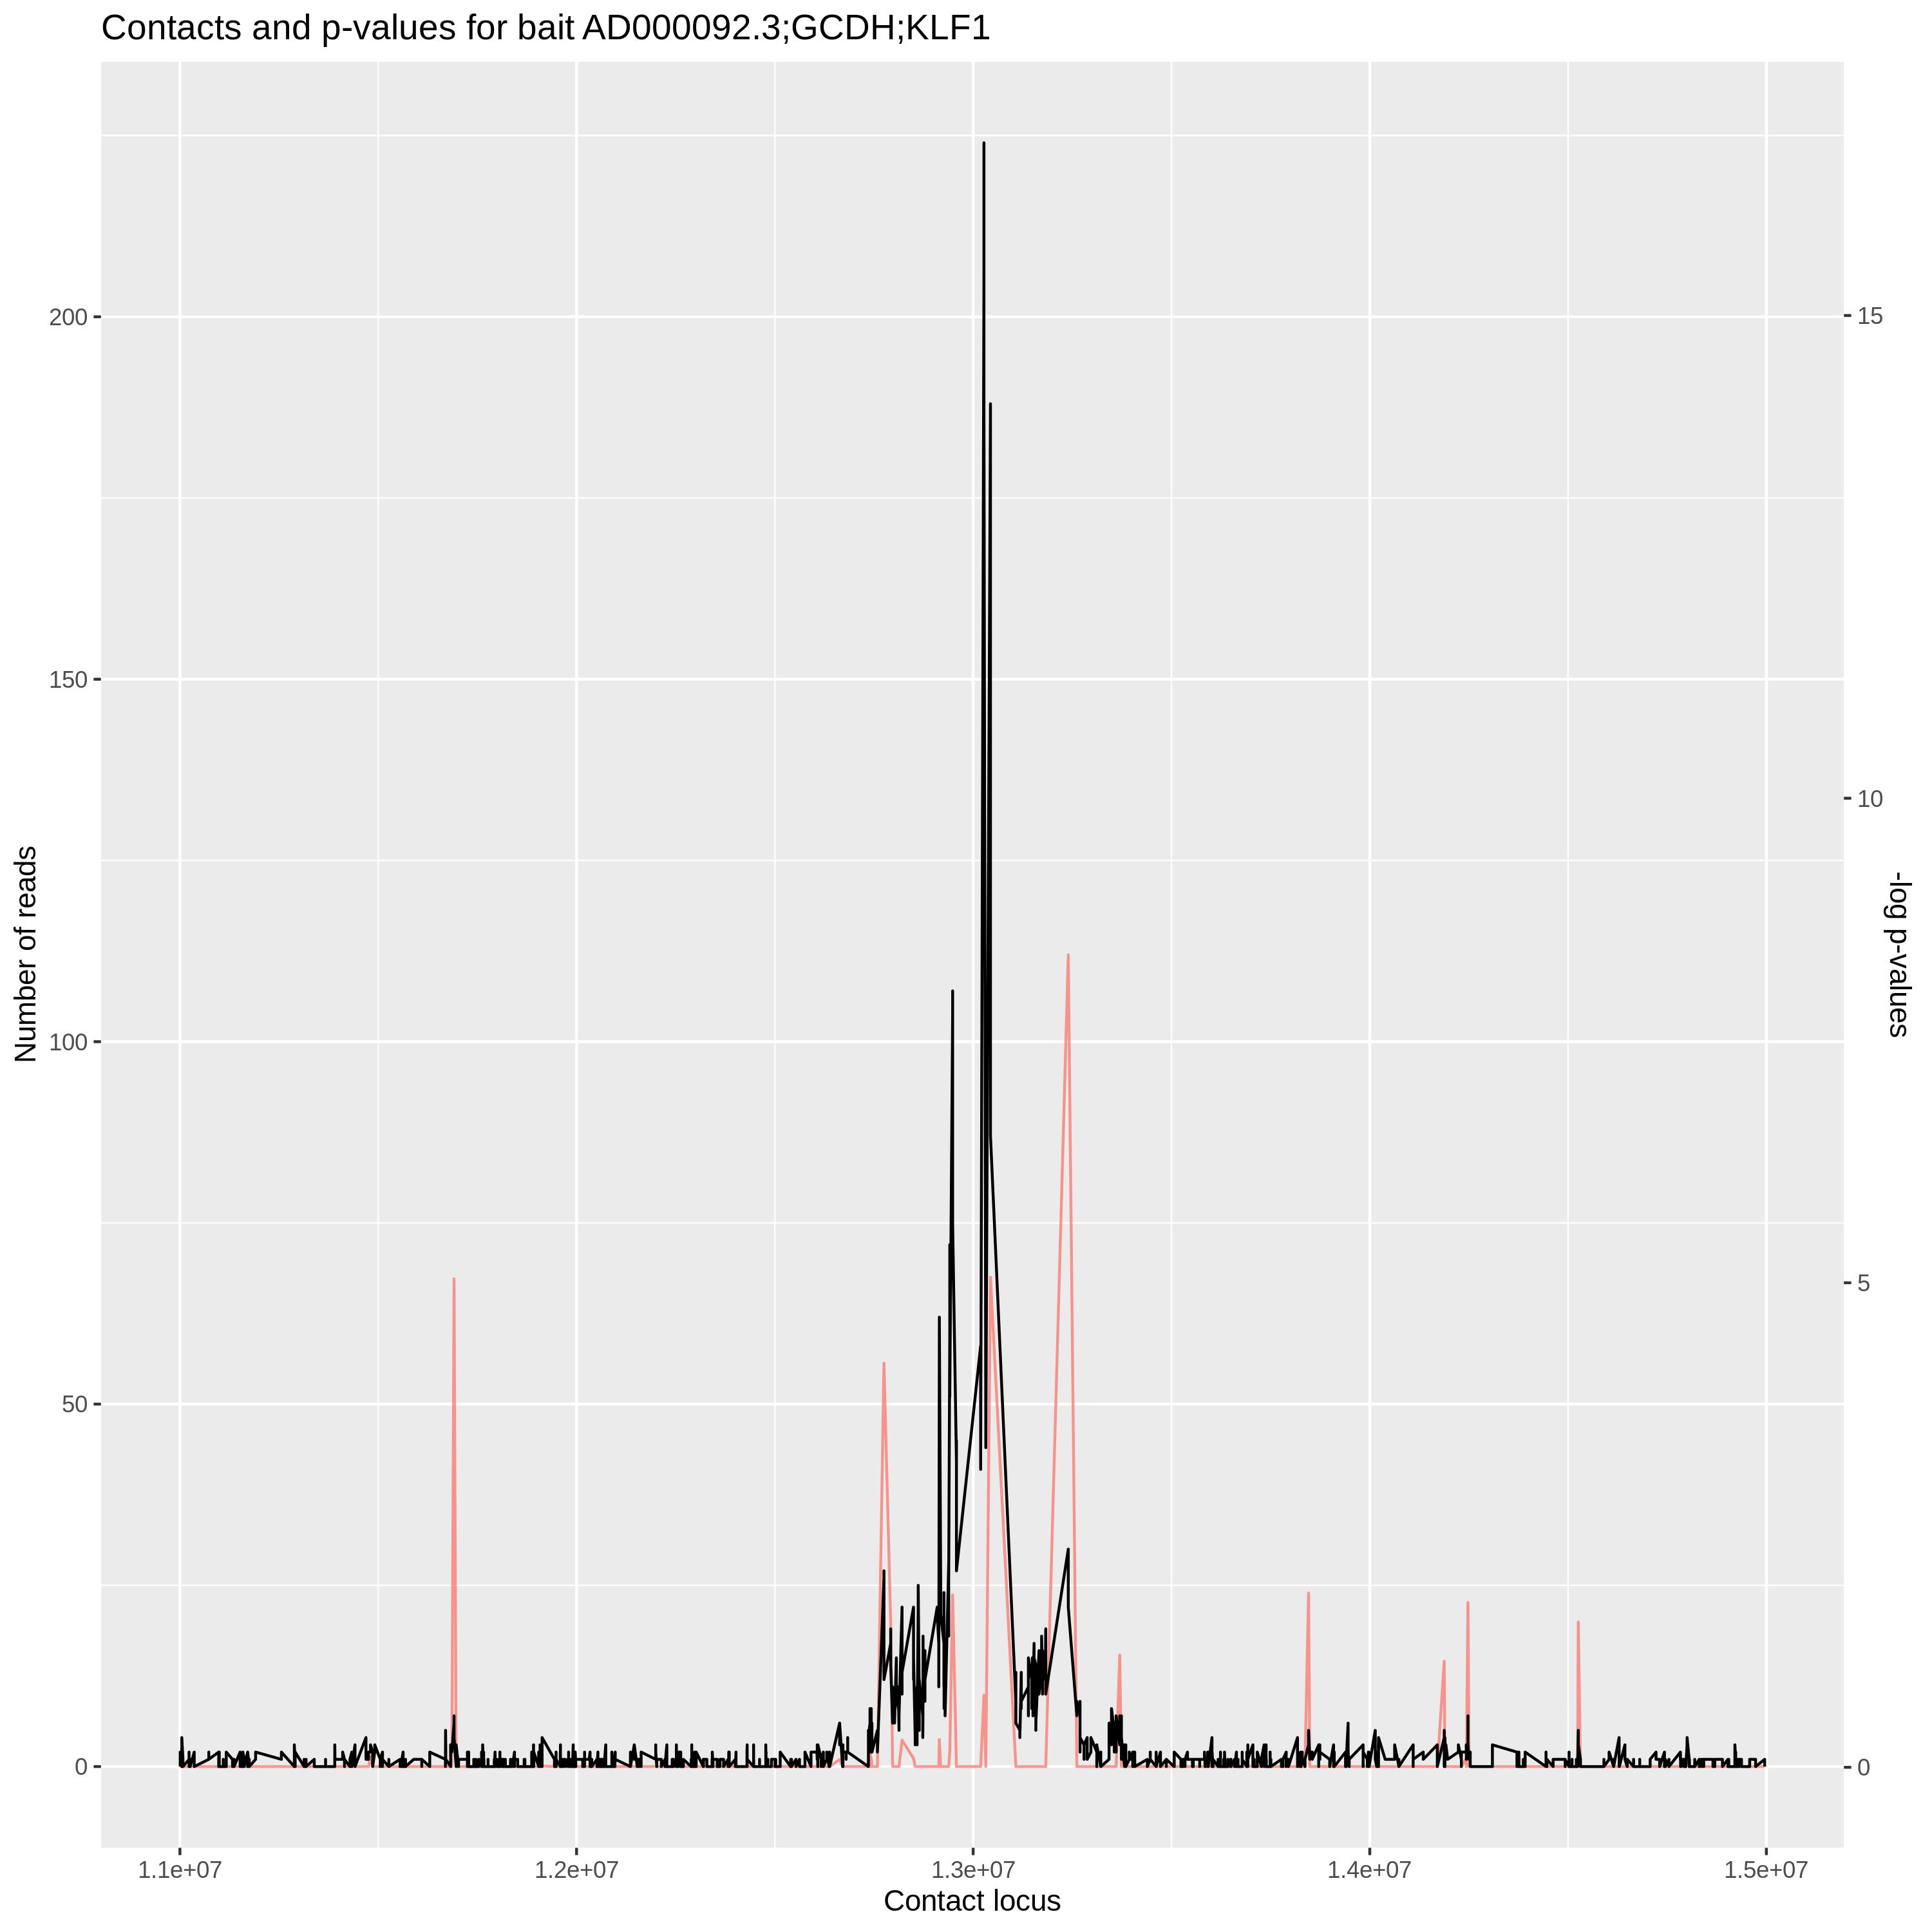 Contacts and p-values for bait AD000092.3;GCDH;KLF1
200
150
100
50
0
Number of reads
15
10
5
0
-log p-values
1.1e+07
1.2e+07
1.3e+07
1.4e+07
1.5e+07
Contact locus